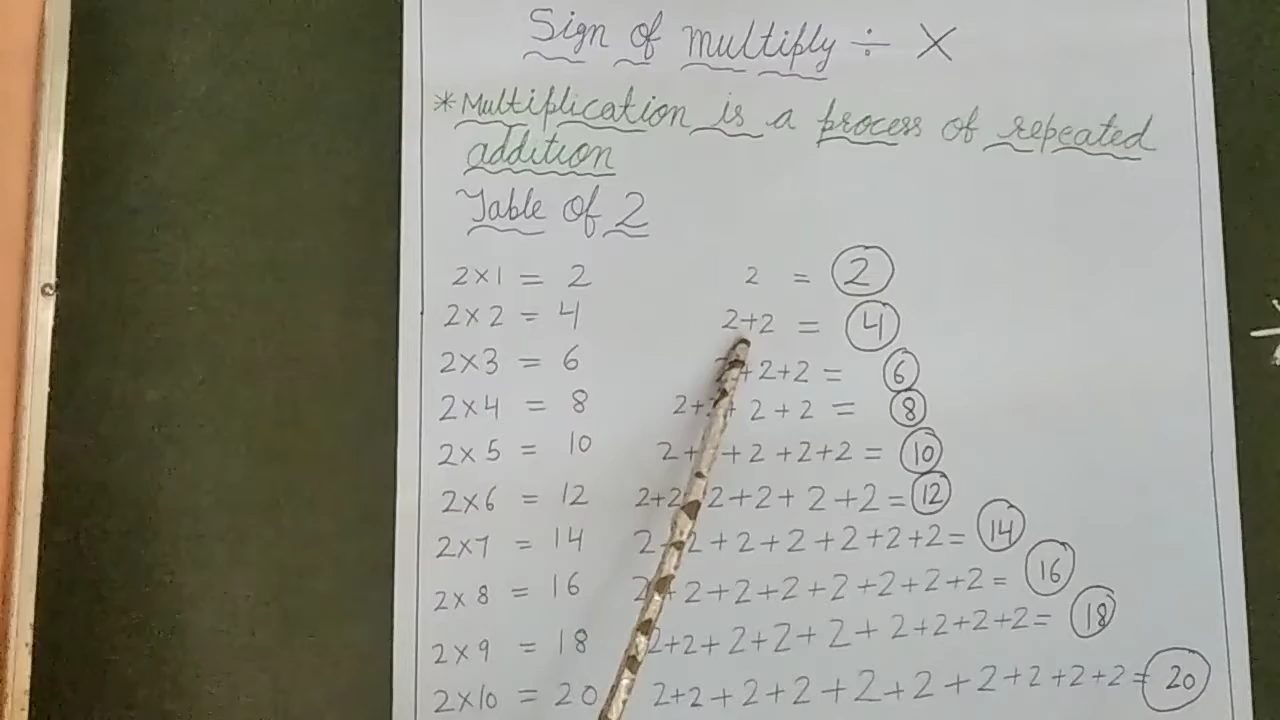 Sign of multiply ÷ ×
*Multiplication is a process of repeated
addition
Table of 2
2×1 = 2 2 = 2
2×2 = 4 2+2 = 4
2×3 = 6 2+2+2 = 6
2×4 = 8 2+2+2+2 = 8
2×5 = 10 2+2+2+2+2 = 10
2×6 = 12 2+2+2+2+2+2 = 12
2×7 = 14 2+2+2+2+2+2+2 = 14
2×8 = 16 2+2+2+2+2+2+2+2 = 16
2×9 = 18 2+2+2+2+2+2+2+2+2 = 18
2×10 = 20 2+2+2+2+2+2+2+2+2+2 = 20